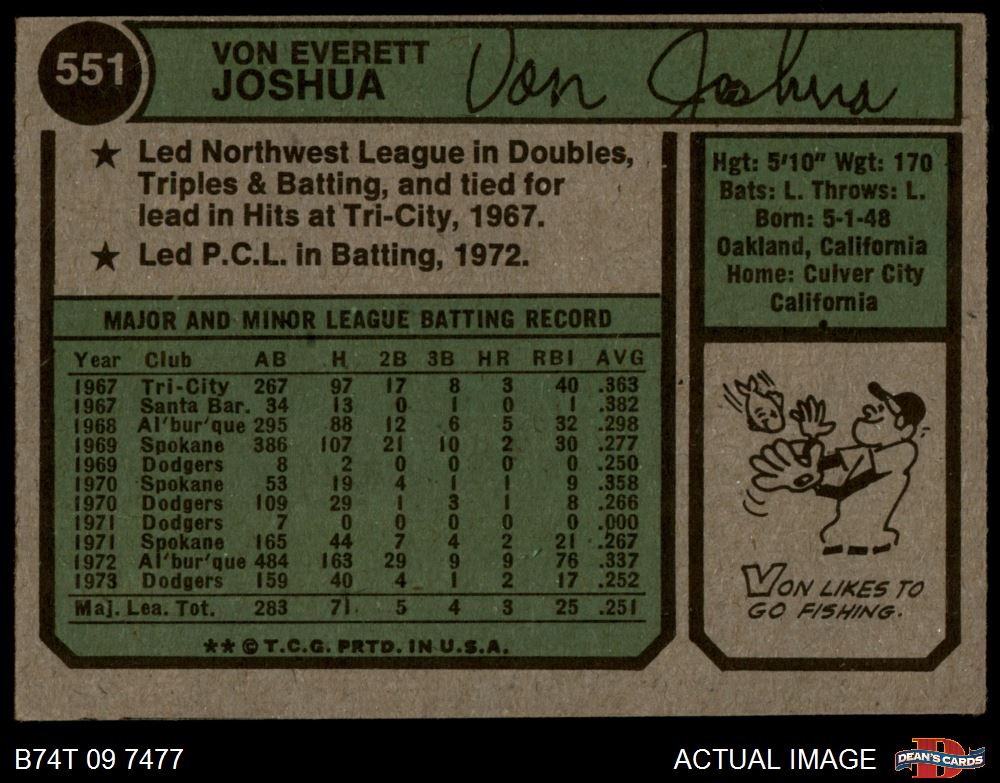 551
VON EVERETT
JOSHUA
Von Joshua
★ Led Northwest League in Doubles,
Triples & Batting, and tied for
lead in Hits at Tri-City, 1967.
★ Led P.C.L. in Batting, 1972.
Hgt: 5'10" Wgt: 170
Bats: L. Throws: L.
Born: 5-1-48
Oakland, California
Home: Culver City
California
MAJOR AND MINOR LEAGUE BATTING RECORD
Year Club AB H 2B 3B HR RBI AVG
1967 Tri-City 267 97 17 8 3 40 .363
1967 Santa Bar. 34 13 0 1 0 1 .382
1968 Al'bur'que 295 88 12 6 5 32 .298
1969 Spokane 386 107 21 10 2 30 .277
1969 Dodgers 8 2 0 0 0 0 .250
1970 Spokane 53 19 4 1 1 9 .358
1970 Dodgers 109 29 1 3 1 8 .266
1971 Dodgers 7 0 0 0 0 0 .000
1971 Spokane 165 44 7 4 2 21 .267
1972 Al'bur'que 484 163 29 9 9 76 .337
1973 Dodgers 159 40 4 1 2 17 .252
Maj. Lea. Tot. 283 71 5 4 3 25 .251
** © T.C.G. PRTD. IN U.S.A.
VON LIKES TO
GO FISHING.
B74T 09 7477
ACTUAL IMAGE
DEAN'S CARDS